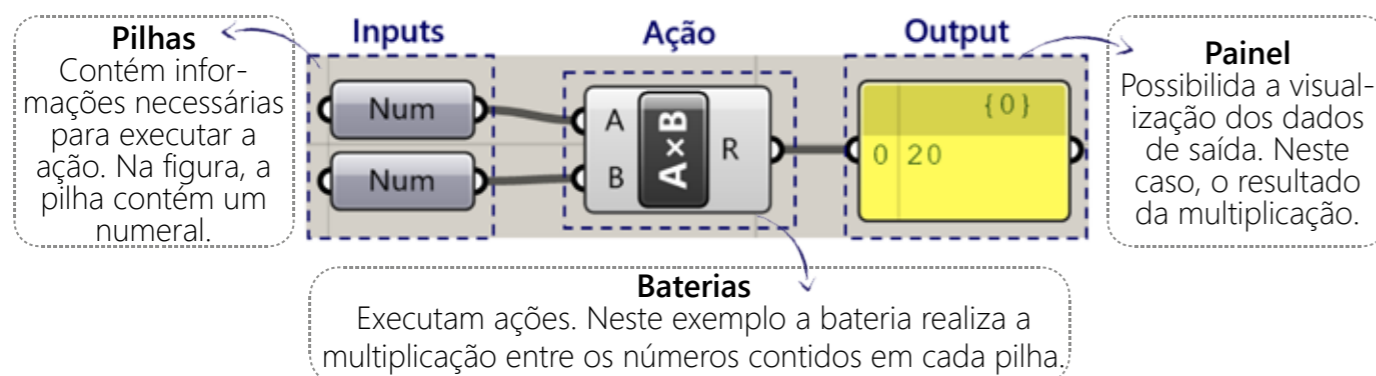 Pilhas
Contém infor-
mações necessárias
para executar a
ação. Na figura, a
pilha contém um
numeral.
Inputs
Num
Num
Ação
A
B
A×B
R
Output
{0}
0 20
Painel
Possibilida a visual-
ização dos dados
de saída. Neste
caso, o resultado
da multiplicação.
Baterias
Executam ações. Neste exemplo a bateria realiza a
multiplicação entre os números contidos em cada pilha.